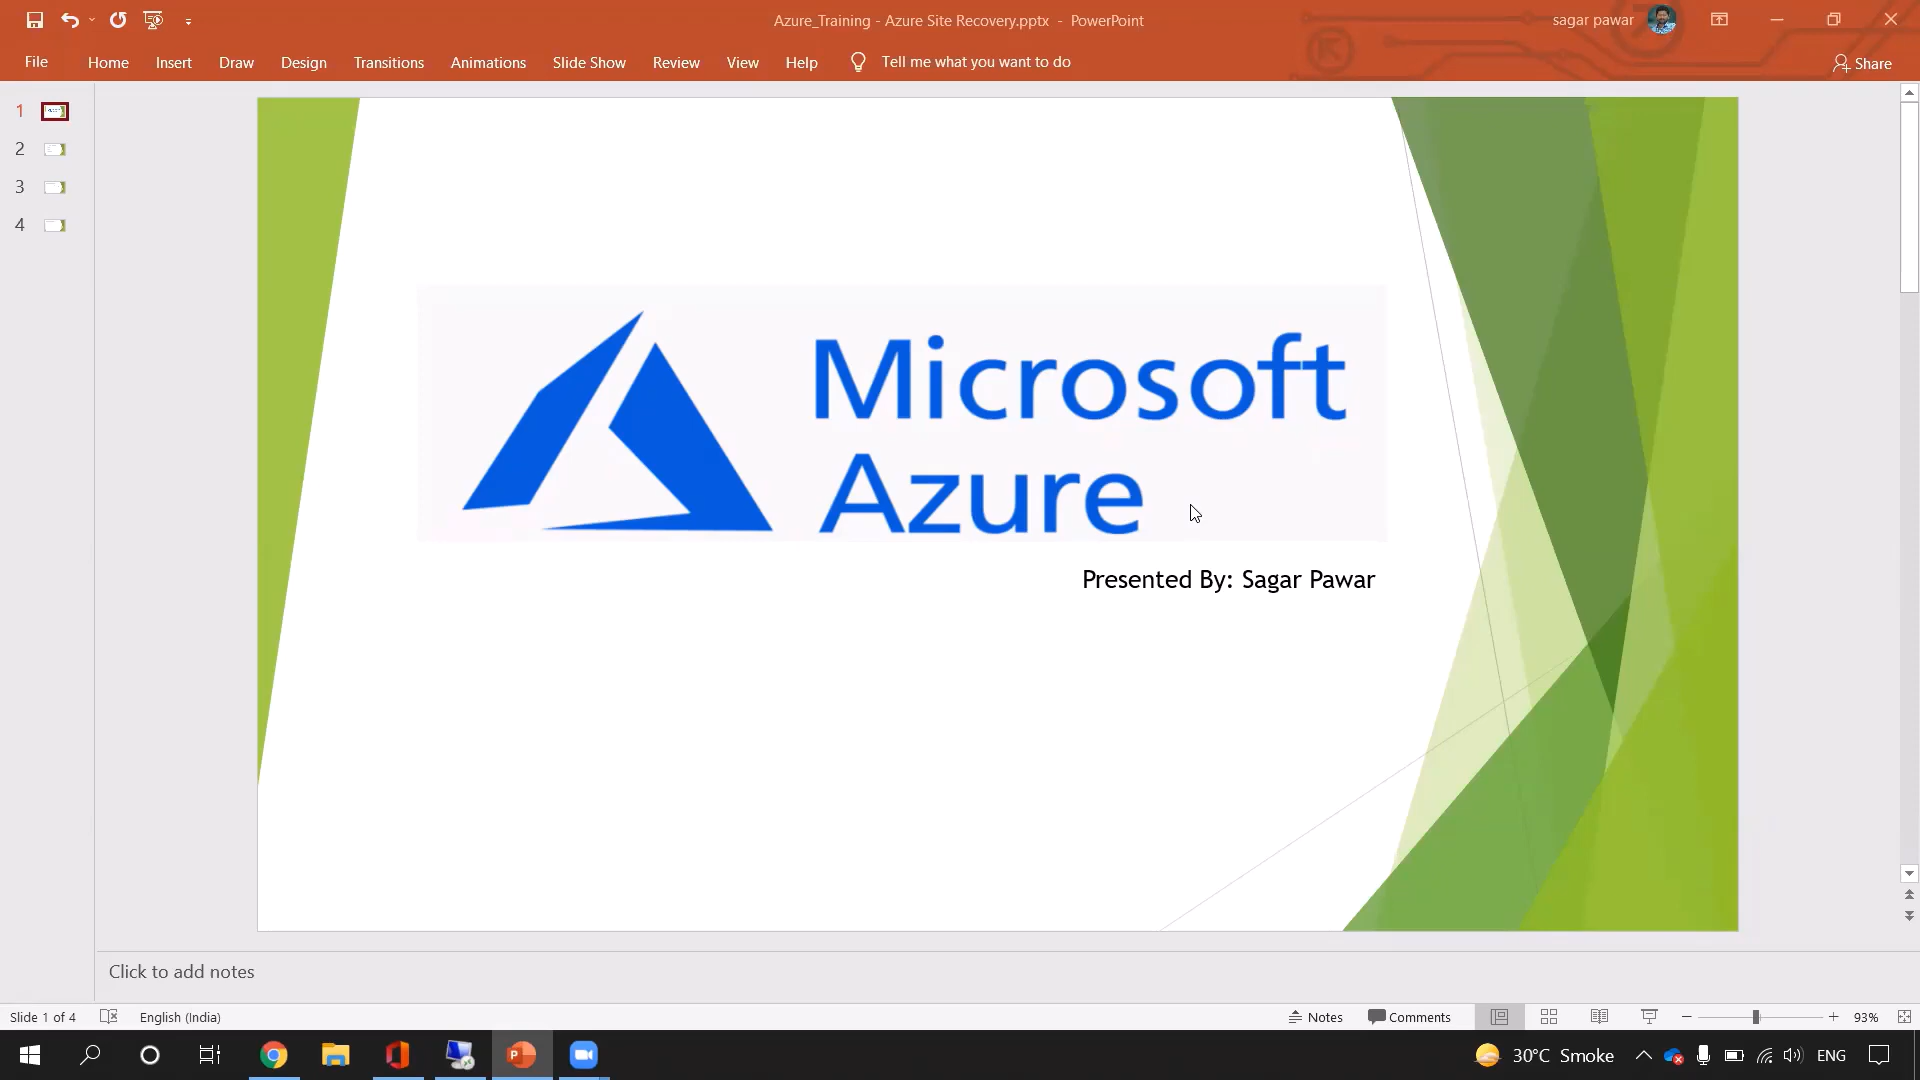 Azure_Training - Azure Site Recovery.pptx - PowerPoint
sagar pawar
File Home Insert Draw Design Transitions Animations Slide Show Review View Help Tell me what you want to do
Share
1
2
3
4
Microsoft
Azure
Presented By: Sagar Pawar
Click to add notes
Slide 1 of 4 English (India) Notes Comments 93%
30°C Smoke ENG